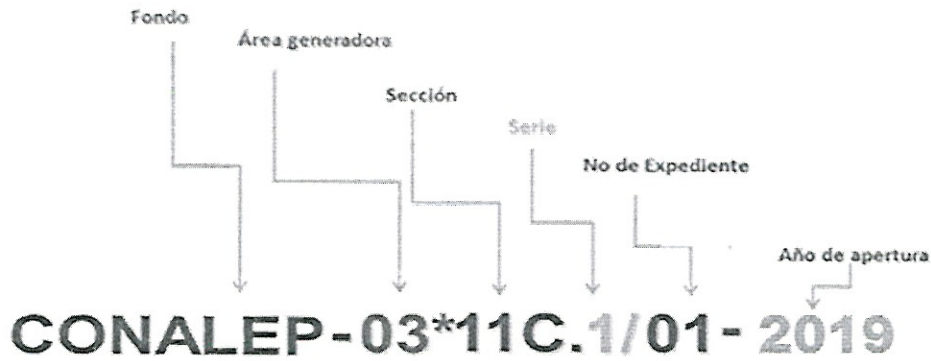 Fondo
Área generadora
Sección
Serie
No de Expediente
Año de apertura
CONALEP-03*11C.1/01- 2019